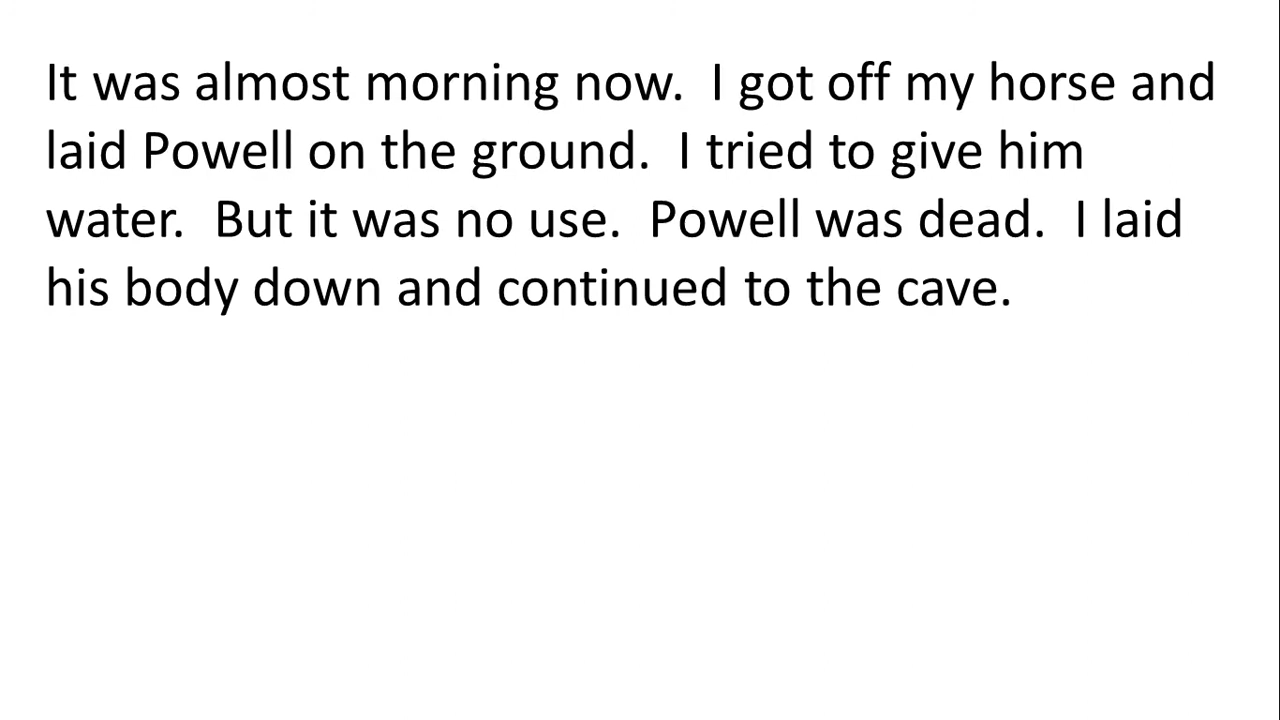 It was almost morning now.  I got off my horse and
laid Powell on the ground.  I tried to give him
water.  But it was no use.  Powell was dead.  I laid
his body down and continued to the cave.